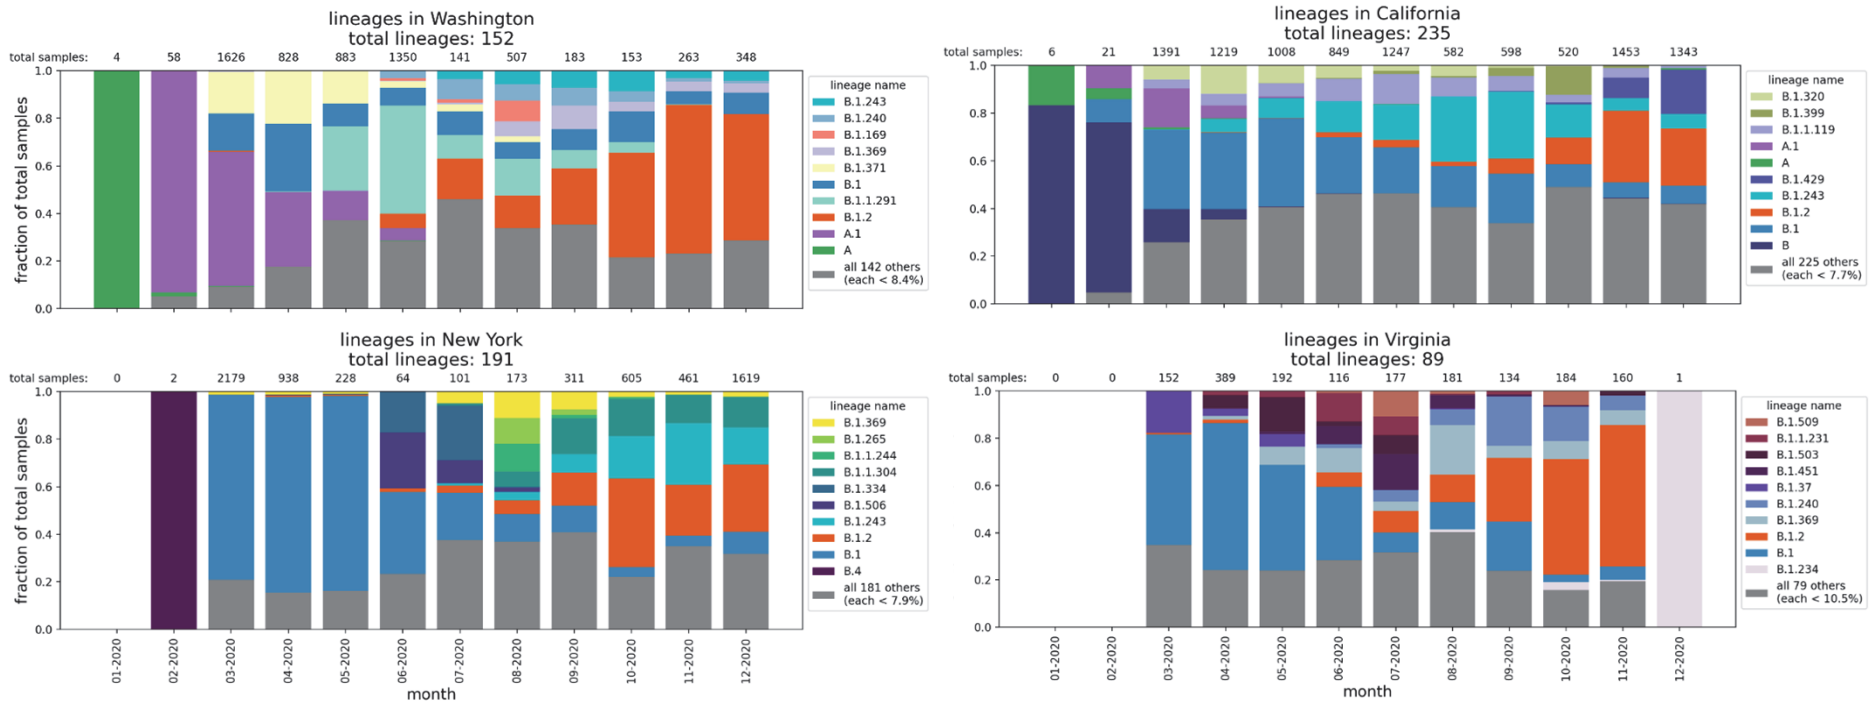 lineages in Washington
total lineages: 152
total samples: 4 58 1626 828 883 1350 141 507 183 153 263 348
fraction of total samples
1.0
0.8
0.6
0.4
0.2
0.0
lineage name
B.1.243
B.1.240
B.1.169
B.1.369
B.1.371
B.1
B.1.1.291
B.1.2
A.1
A
all 142 others
(each < 8.4%)
lineages in California
total lineages: 235
total samples: 6 21 1391 1219 1008 849 1247 582 598 520 1453 1343
1.0
0.8
0.6
0.4
0.2
0.0
lineage name
B.1.320
B.1.399
B.1.1.119
A.1
A
B.1.429
B.1.243
B.1.2
B.1
B
all 225 others
(each < 7.7%)
lineages in New York
total lineages: 191
total samples: 0 2 2179 938 228 64 101 173 311 605 461 1619
fraction of total samples
1.0
0.8
0.6
0.4
0.2
0.0
lineage name
B.1.369
B.1.265
B.1.1.244
B.1.1.304
B.1.334
B.1.506
B.1.243
B.1.2
B.1
B.4
all 181 others
(each < 7.9%)
01-2020 02-2020 03-2020 04-2020 05-2020 06-2020 07-2020 08-2020 09-2020 10-2020 11-2020 12-2020
month
lineages in Virginia
total lineages: 89
total samples: 0 0 152 389 192 116 177 181 134 184 160 1
1.0
0.8
0.6
0.4
0.2
0.0
lineage name
B.1.509
B.1.1.231
B.1.503
B.1.451
B.1.37
B.1.240
B.1.369
B.1.2
B.1
B.1.234
all 79 others
(each < 10.5%)
01-2020 02-2020 03-2020 04-2020 05-2020 06-2020 07-2020 08-2020 09-2020 10-2020 11-2020 12-2020
month